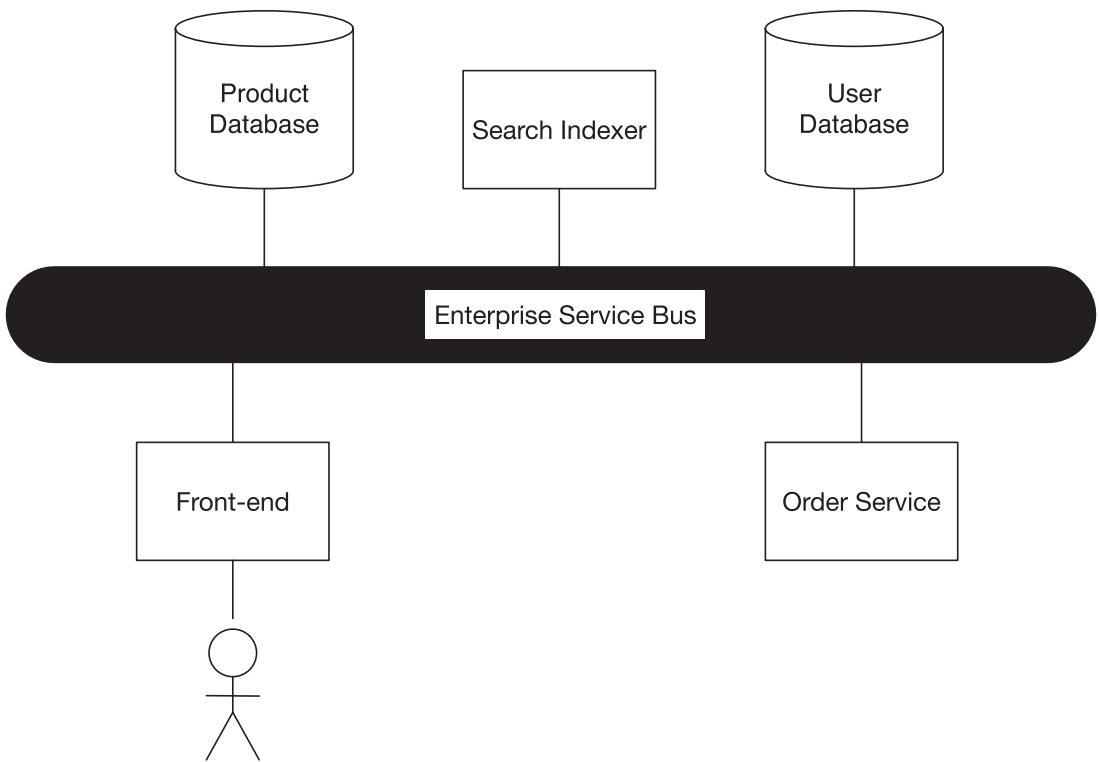 Product
Database
Search Indexer
User
Database
Enterprise Service Bus
Front-end
Order Service